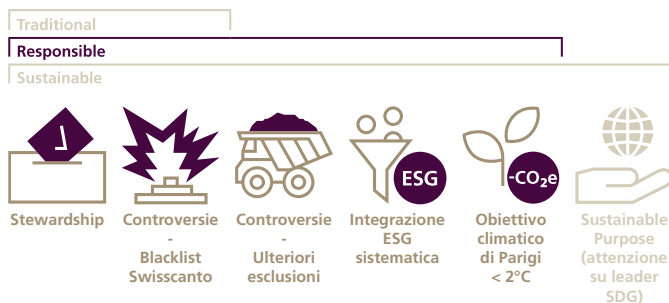 Traditional
Responsible
Sustainable
ESG
-CO₂e
Stewardship
Controversie
-
Blacklist
Swisscanto
Controversie
-
Ulteriori
esclusioni
Integrazione
ESG
sistematica
Obiettivo
climatico
di Parigi
< 2°C
Sustainable
Purpose
(attenzione
su leader
SDG)